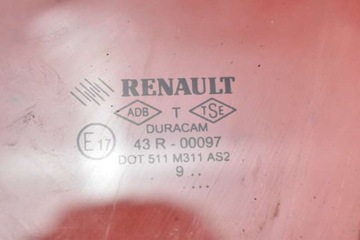 RENAULT
ADB T TSE
DURACAM
E17 43 R - 00097
DOT 511 M311 AS2
9 ..
....